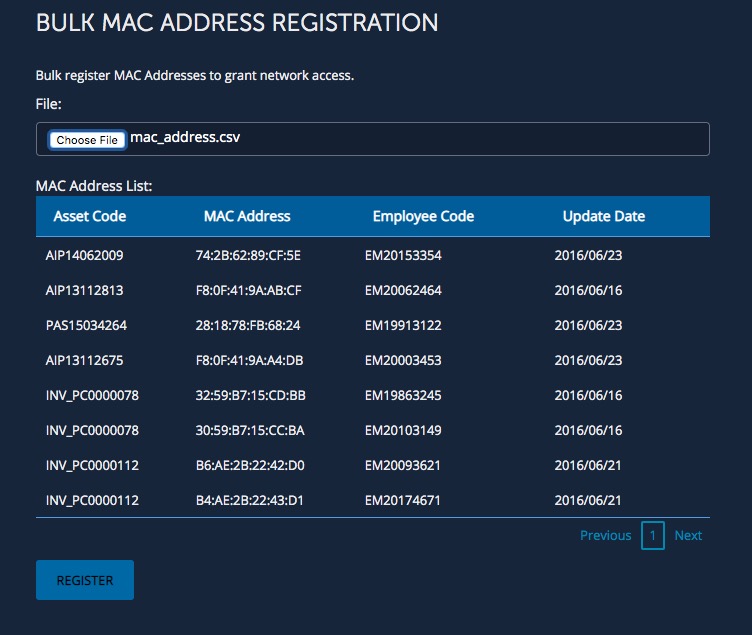 BULK MAC ADDRESS REGISTRATION
Bulk register MAC Addresses to grant network access.
File:
Choose File mac_address.csv
MAC Address List:
Asset Code MAC Address Employee Code Update Date
AIP14062009 74:2B:62:89:CF:5E EM20153354 2016/06/23
AIP13112813 F8:0F:41:9A:AB:CF EM20062464 2016/06/16
PAS15034264 28:18:78:FB:68:24 EM19913122 2016/06/23
AIP13112675 F8:0F:41:9A:A4:DB EM20003453 2016/06/23
INV_PC0000078 32:59:B7:15:CD:BB EM19863245 2016/06/16
INV_PC0000078 30:59:B7:15:CC:BA EM20103149 2016/06/16
INV_PC0000112 B6:AE:2B:22:42:D0 EM20093621 2016/06/21
INV_PC0000112 B4:AE:2B:22:43:D1 EM20174671 2016/06/21
Previous 1 Next
REGISTER